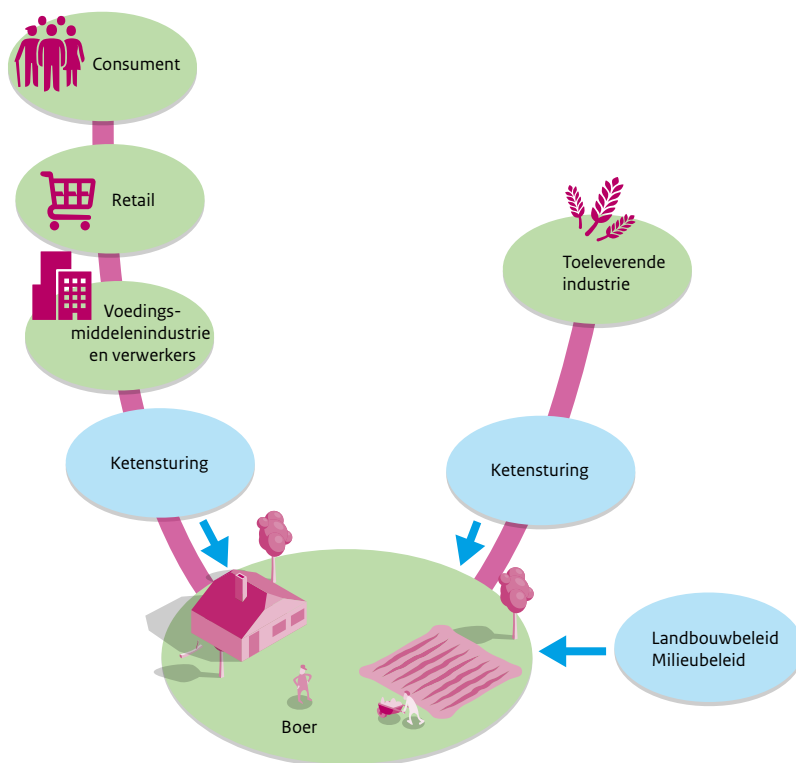 Consument
Retail
Voedings-
middelenindustrie
en verwerkers
Ketensturing
Toeleverende
industrie
Ketensturing
Landbouwbeleid
Milieubeleid
Boer